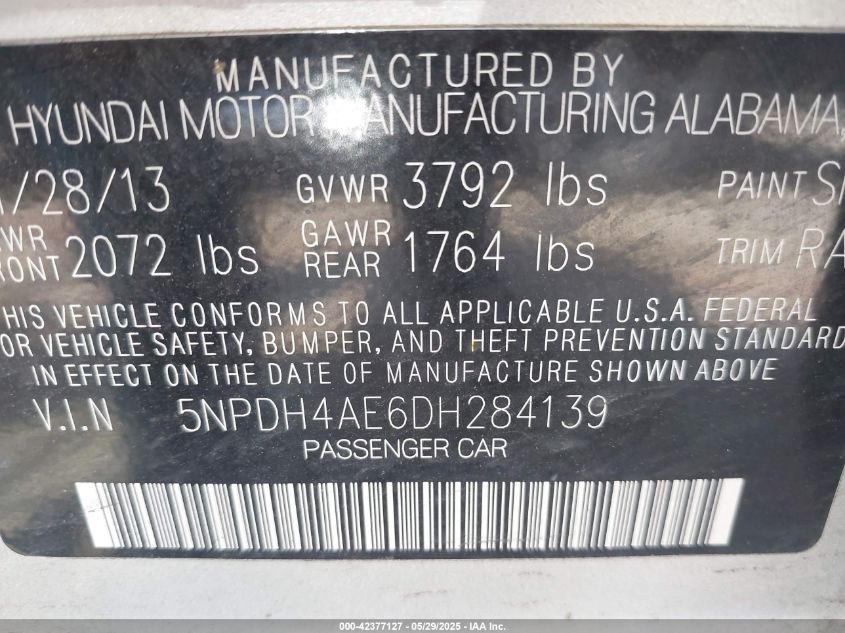 MANUFACTURED BY
HYUNDAI MOTOR MANUFACTURING ALABAMA,
/28/13 GVWR 3792 lbs PAINT
FRONT 2072 lbs GAWR REAR 1764 lbs TRIM RA
HIS VEHICLE CONFORMS TO ALL APPLICABLE U.S.A. FEDERAL
OR VEHICLE SAFETY, BUMPER, AND THEFT PREVENTION STANDARD
IN EFFECT ON THE DATE OF MANUFACTURE SHOWN ABOVE
V.I.N 5NPDH4AE6DH284139
PASSENGER CAR
000-42377127 - 05/29/2025 - IAA Inc.